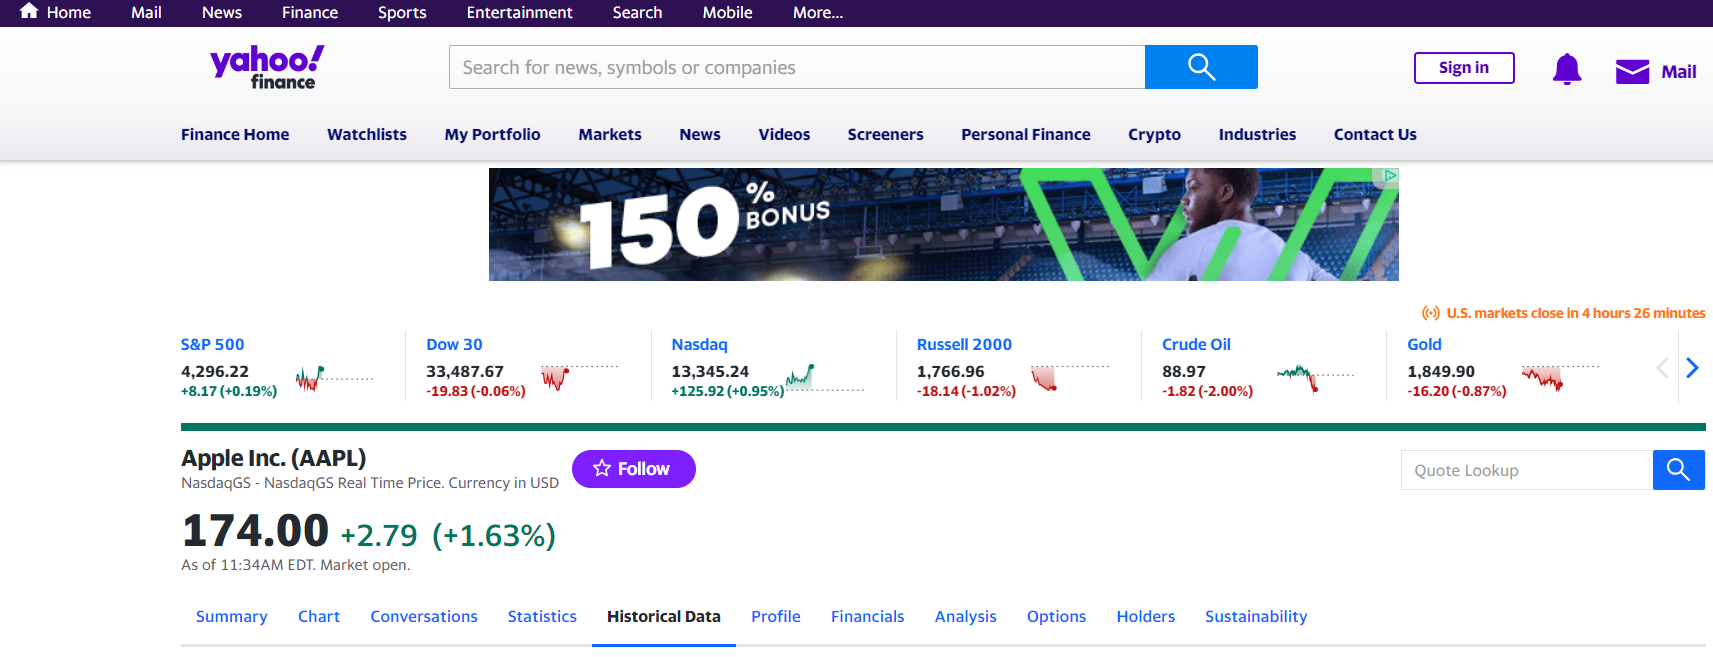 Home Mail News Finance Sports Entertainment Search Mobile More...
yahoo!
finance
Search for news, symbols or companies
Sign in
Mail
Finance Home Watchlists My Portfolio Markets News Videos Screeners Personal Finance Crypto Industries Contact Us
150% BONUS
U.S. markets close in 4 hours 26 minutes
S&P 500
4,296.22
+8.17 (+0.19%)
Dow 30
33,487.67
-19.83 (-0.06%)
Nasdaq
13,345.24
+125.92 (+0.95%)
Russell 2000
1,766.96
-18.14 (-1.02%)
Crude Oil
88.97
-1.82 (-2.00%)
Gold
1,849.90
-16.20 (-0.87%)
Apple Inc. (AAPL)
NasdaqGS - NasdaqGS Real Time Price. Currency in USD
Follow
Quote Lookup
174.00 +2.79 (+1.63%)
As of 11:34AM EDT. Market open.
Summary Chart Conversations Statistics Historical Data Profile Financials Analysis Options Holders Sustainability